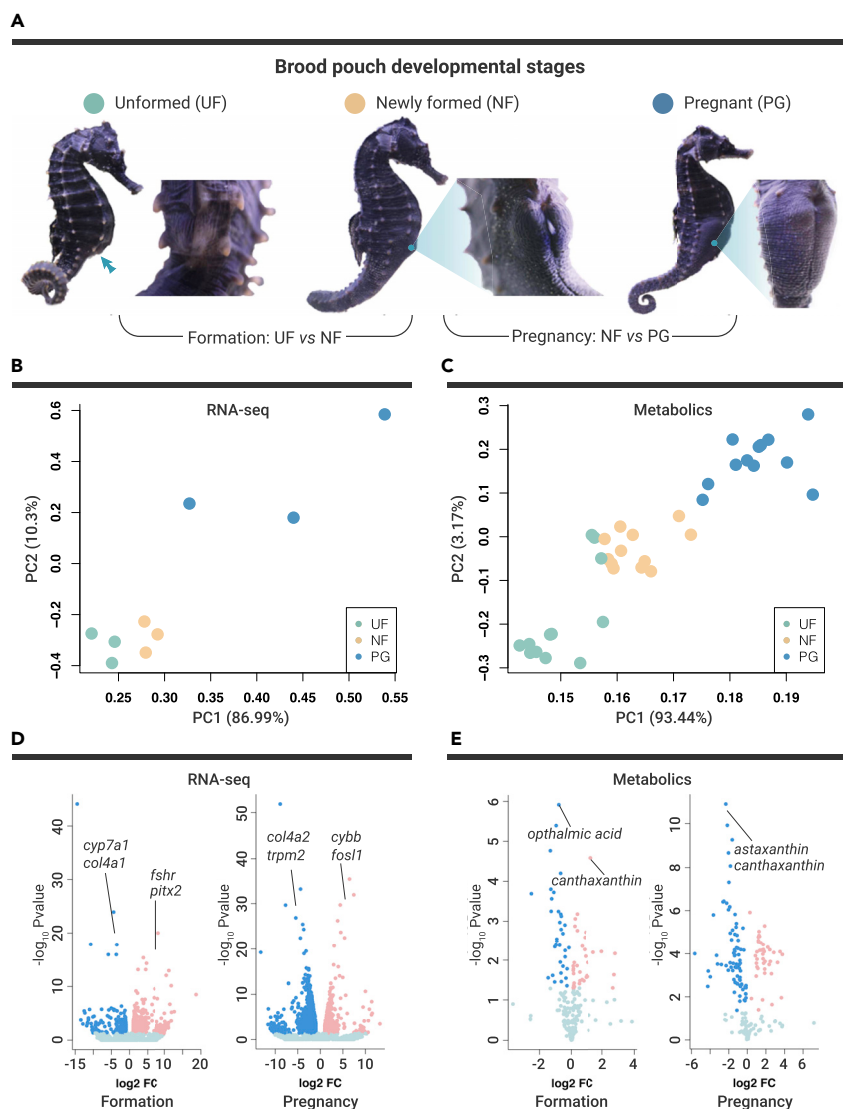 A
Brood pouch developmental stages
Unformed (UF)
Newly formed (NF)
Pregnant (PG)
Formation: UF vs NF
Pregnancy: NF vs PG
B
RNA-seq
PC2 (10.3%)
0.6
0.4
0.2
0.0
−0.2
−0.4
UF
NF
PG
0.25 0.30 0.35 0.40 0.45 0.50 0.55
PC1 (86.99%)
C
Metabolics
PC2 (3.17%)
0.3
0.2
0.1
0.0
−0.1
−0.2
−0.3
UF
NF
PG
0.15 0.16 0.17 0.18 0.19
PC1 (93.44%)
D
RNA-seq
-log10 Pvalue
40
30
20
10
0
cyp7a1
col4a1
fshr
pitx2
-15 -5 0 5 10 20
log2 FC
Formation
-log10 Pvalue
50
40
30
20
10
0
col4a2
trpm2
cybb
fosl1
-10 -5 0 5 10
log2 FC
Pregnancy
E
Metabolics
-log10 Pvalue
6
5
4
3
2
1
0
opthalmic acid
canthaxanthin
-2 0 2 4
log2 FC
Formation
-log10 Pvalue
10
8
6
4
2
0
astaxanthin
canthaxanthin
-6 -2 0 2 4 6
log2 FC
Pregnancy